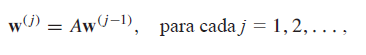 w⁽ʲ⁾ = Aw⁽ʲ⁻¹⁾, para cada j = 1, 2, . . . ,